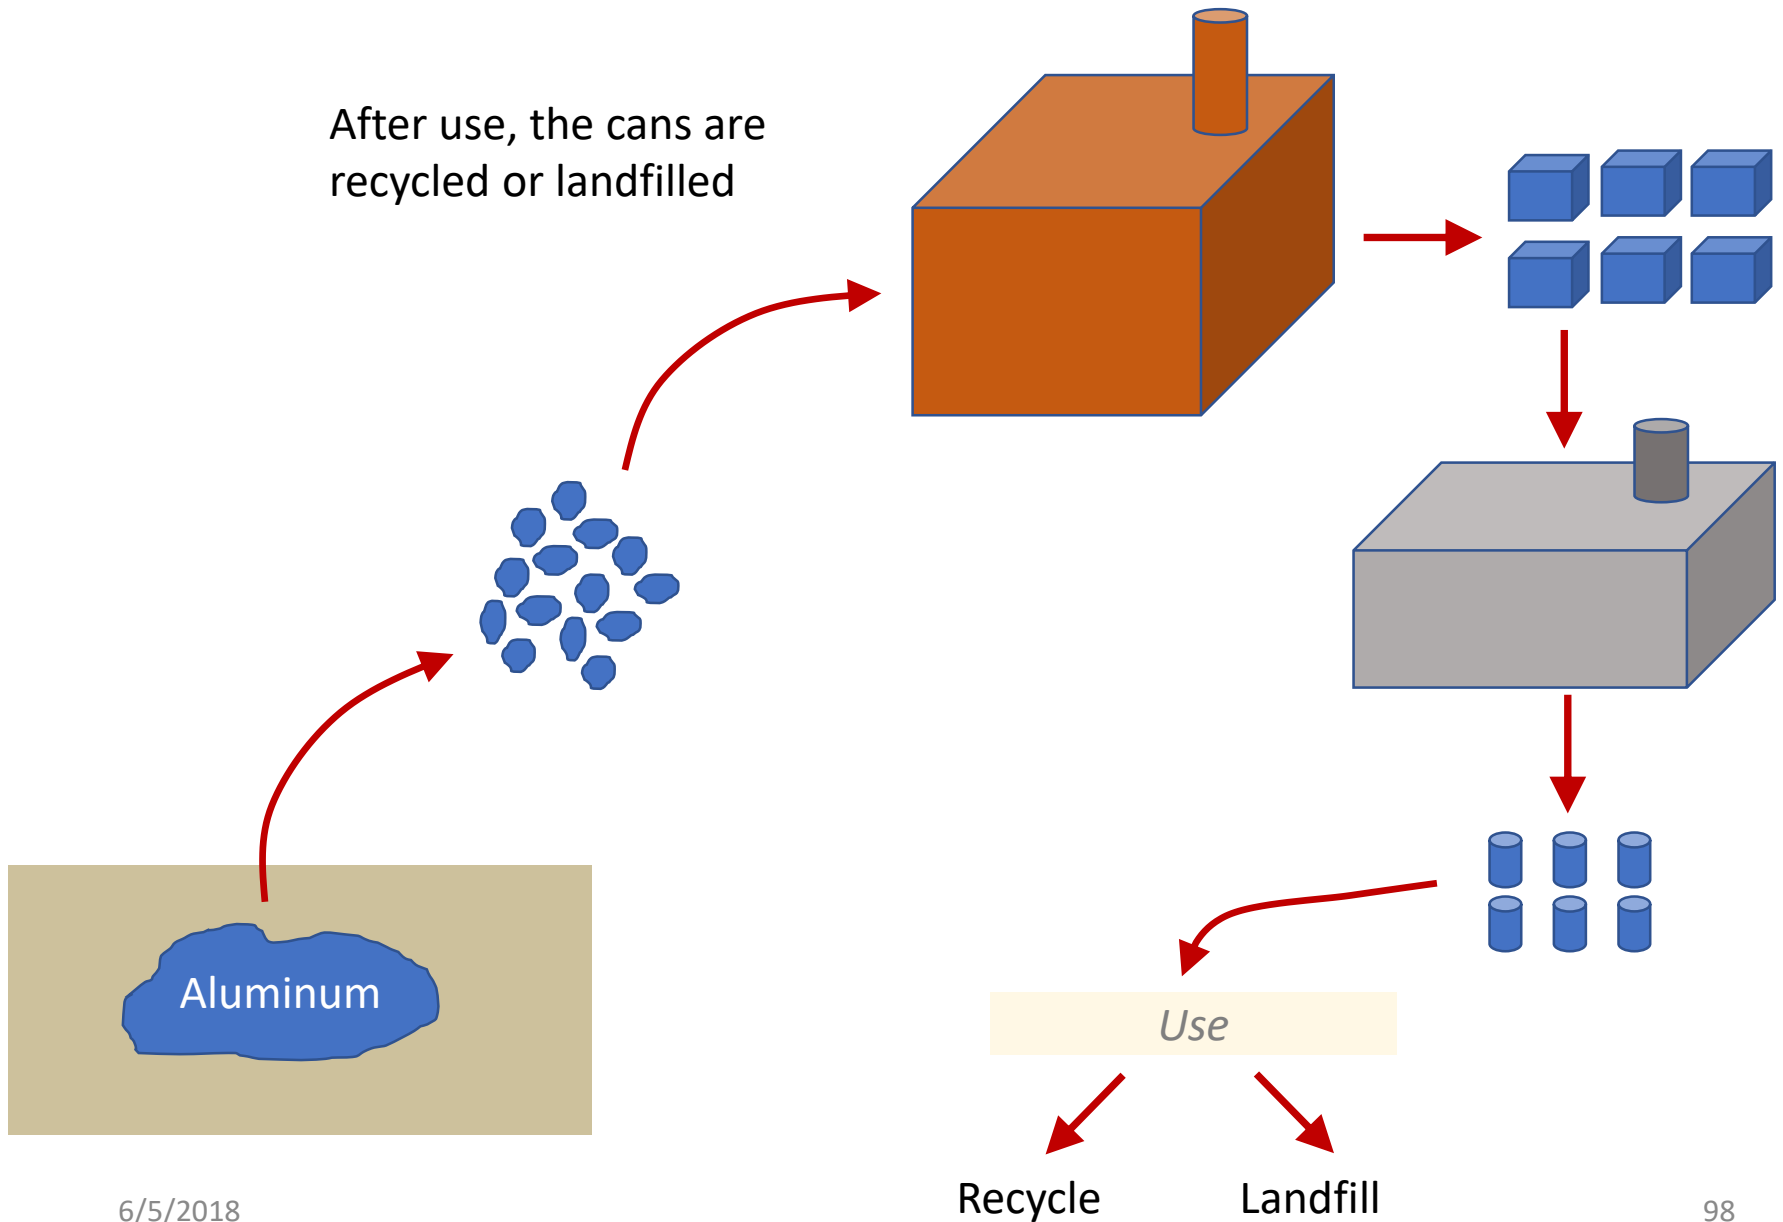 After use, the cans are
recycled or landfilled
Aluminum
Use
Recycle
Landfill
6/5/2018
98